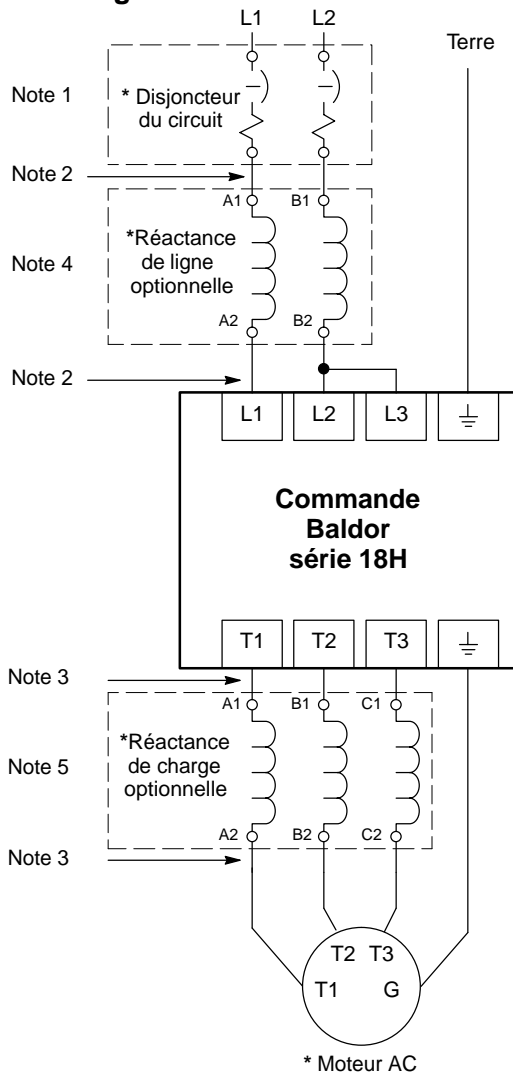 L1 L2
Terre
Note 1
* Disjoncteur
du circuit
Note 2
A1 B1
Note 4
*Réactance
de ligne
optionnelle
A2 B2
Note 2
L1 L2 L3
Commande
Baldor
série 18H
T1 T2 T3
Note 3
A1 B1 C1
Note 5
*Réactance
de charge
optionnelle
A2 B2 C2
Note 3
T2 T3
T1 G
* Moteur AC